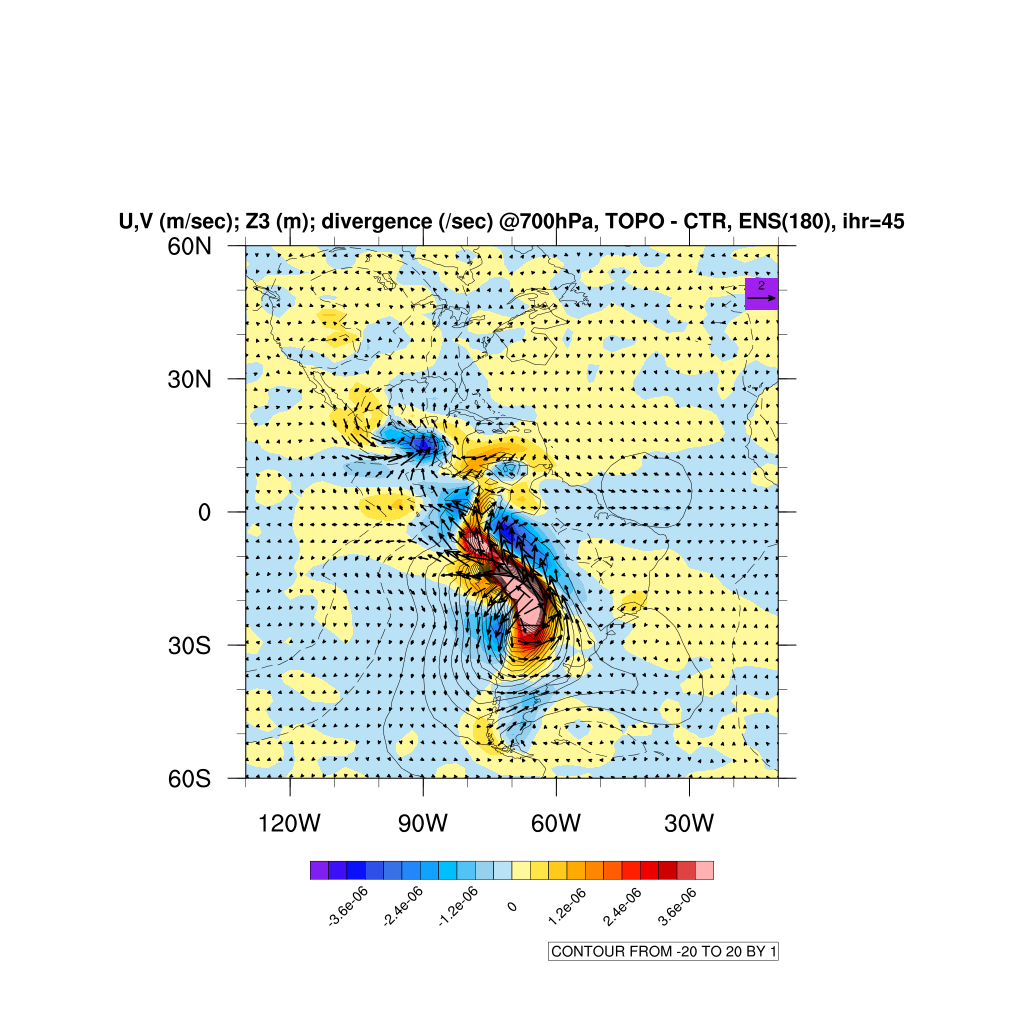 U,V (m/sec); Z3 (m); divergence (/sec) @700hPa, TOPO - CTR, ENS(180), ihr=45
60N
2
30N
0
30S
60S
120W 90W 60W 30W
-3.6e-06 -2.4e-06 -1.2e-06 0 1.2e-06 2.4e-06 3.6e-06
CONTOUR FROM -20 TO 20 BY 1